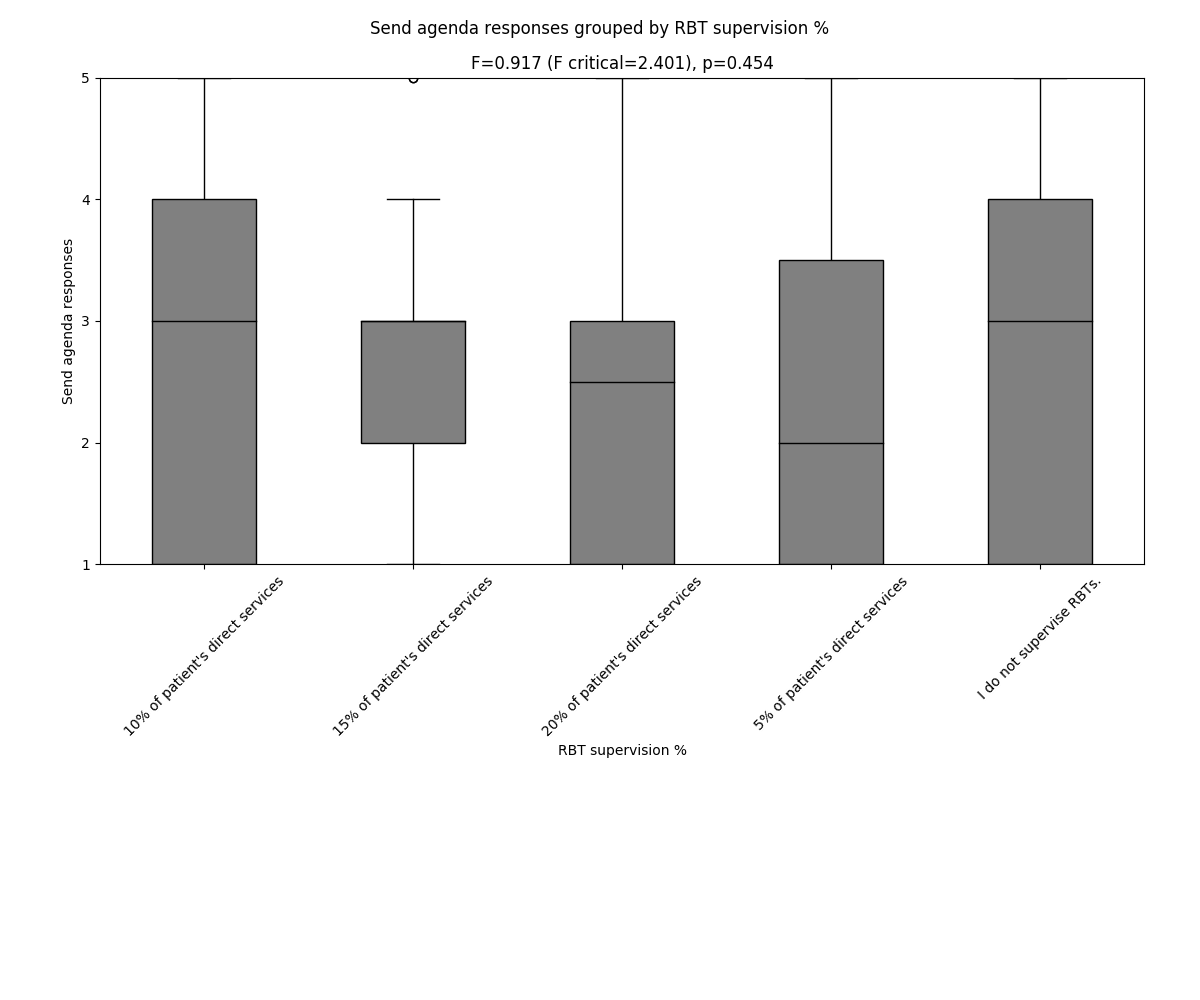 Send agenda responses grouped by RBT supervision %
F=0.917 (F critical=2.401), p=0.454
5
4
3
2
1
Send agenda responses
10% of patient's direct services
15% of patient's direct services
20% of patient's direct services
5% of patient's direct services
I do not supervise RBTs.
RBT supervision %